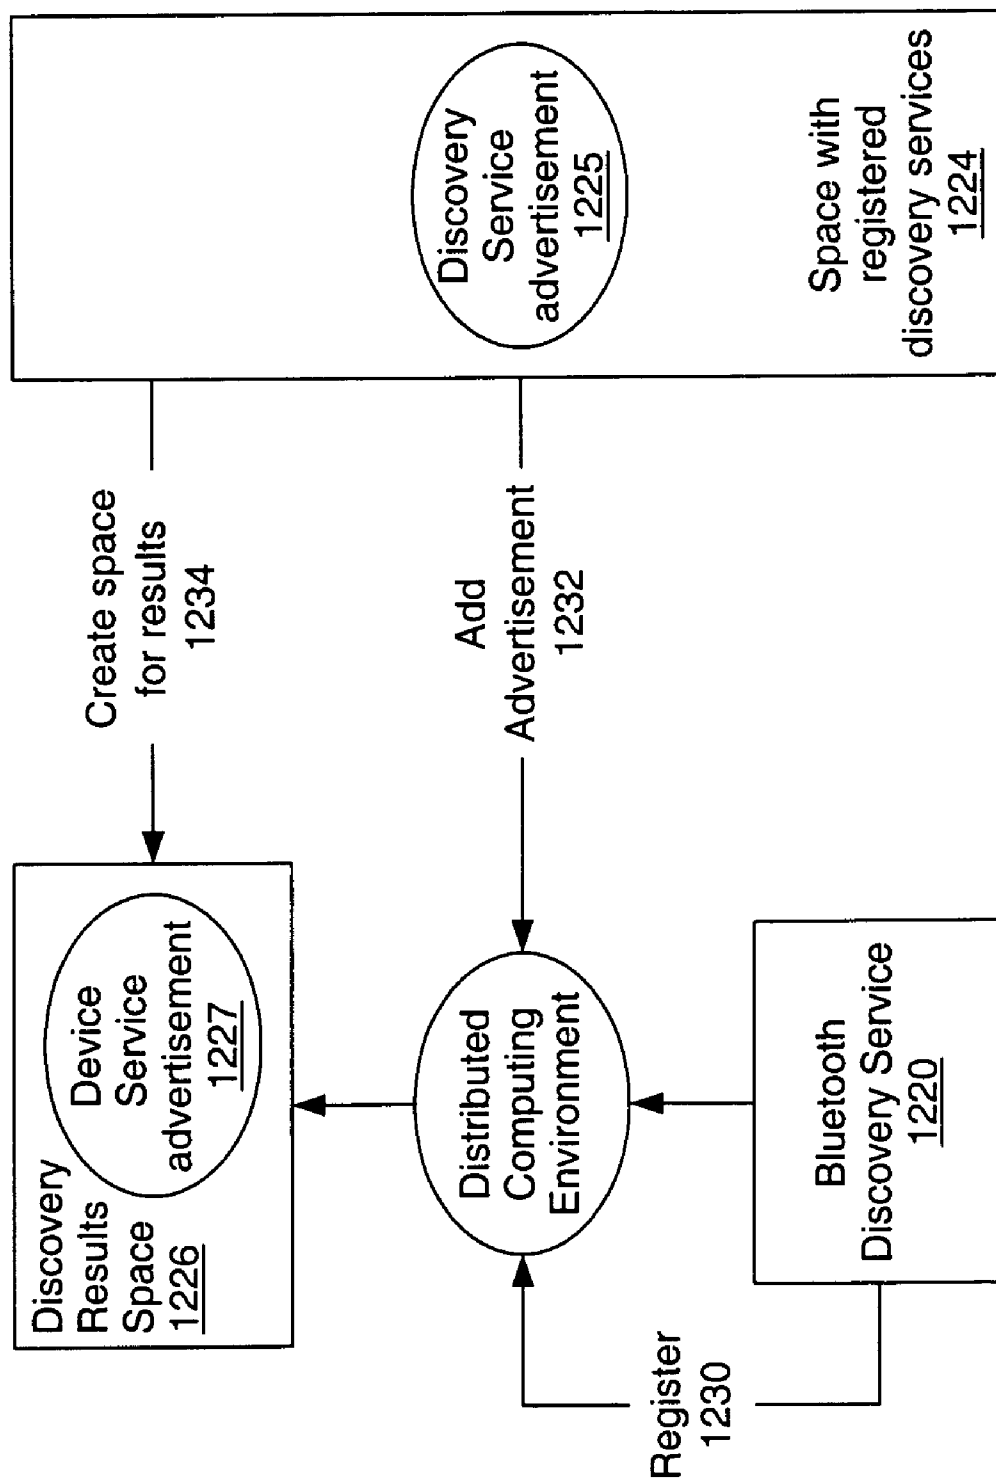 Discovery
Results
Space
1226
Device
Service
advertisement
1227
Create space
for results
1234
Register
1230
Distributed
Computing
Environment
Add
Advertisement
1232
Discovery
Service
advertisement
1225
Bluetooth
Discovery Service
1220
Space with
registered
discovery services
1224